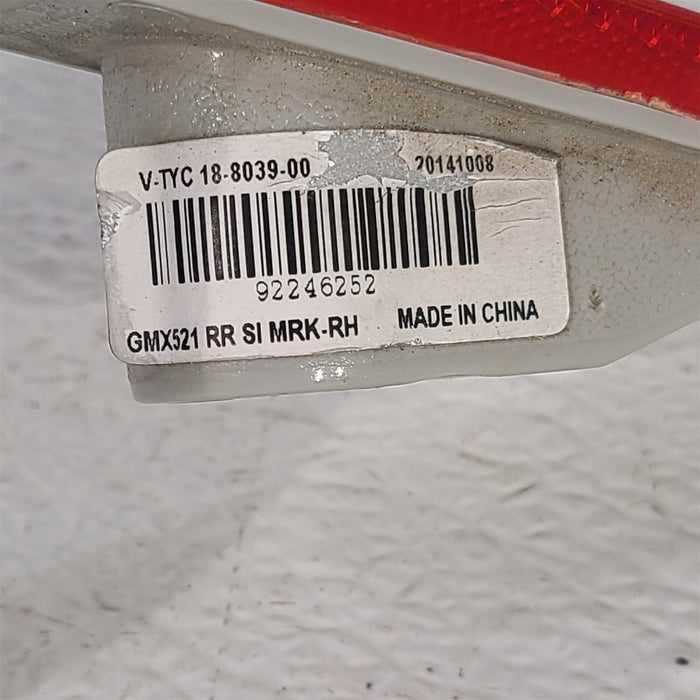 V-TYC 18-8039-00 20141008
92246252
GMX521 RR SI MRK-RH MADE IN CHINA